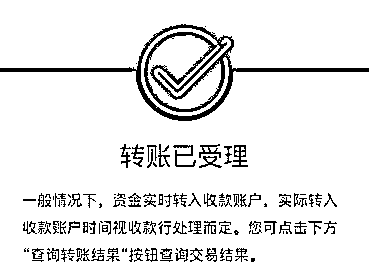 转账已受理
一般情况下，资金实时转入收款账户，实际转入
收款账户时间视收款行处理而定。您可点击下方
“查询转账结果“按钮查询交易结果。